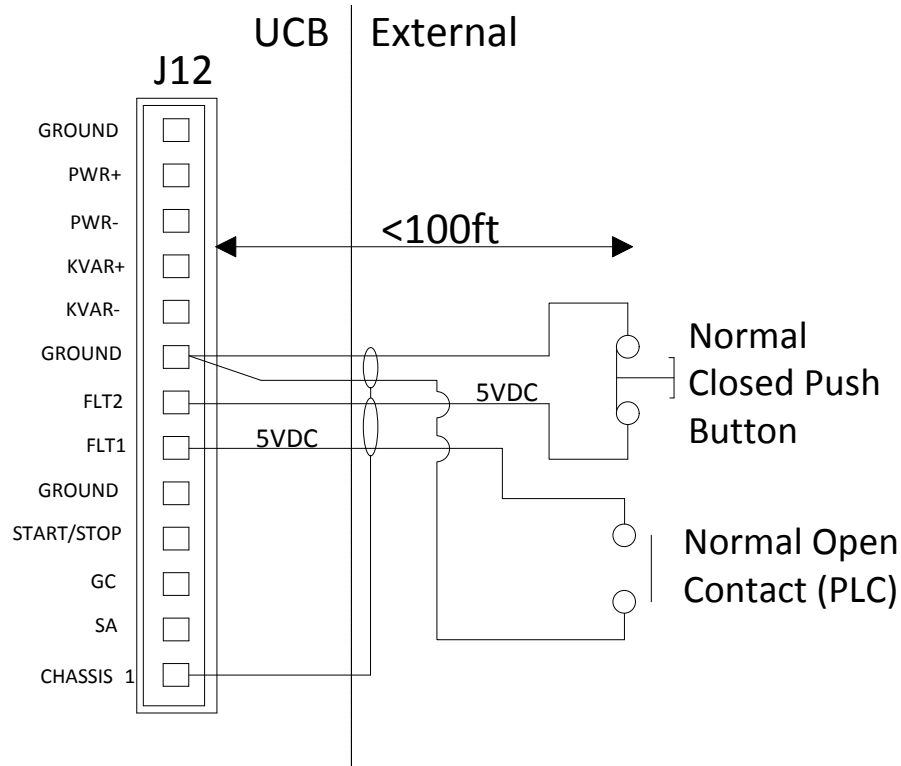 UCB External
J12
GROUND
PWR+
PWR-
<100ft
KVAR+
KVAR-
GROUND
FLT2
5VDC
FLT1
5VDC
GROUND
START/STOP
GC
SA
CHASSIS 1
Normal
Closed Push
Button
Normal Open
Contact (PLC)